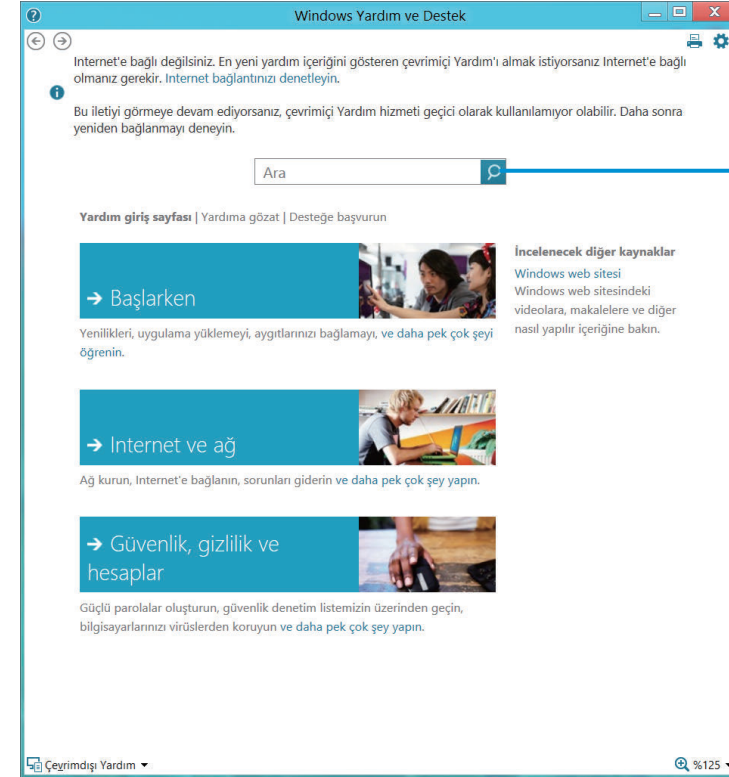 Windows Yardım ve Destek
Internet'e bağlı değilsiniz. En yeni yardım içeriğini gösteren çevrimiçi Yardım'ı almak istiyorsanız Internet'e bağlı
olmanız gerekir. Internet bağlantınızı denetleyin.
Bu iletiyi görmeye devam ediyorsanız, çevrimiçi Yardım hizmeti geçici olarak kullanılamıyor olabilir. Daha sonra
yeniden bağlanmayı deneyin.
Ara
Yardım giriş sayfası | Yardıma gözat | Desteğe başvurun
→ Başlarken
Yenilikleri, uygulama yüklemeyi, aygıtlarınızı bağlamayı, ve daha pek çok şeyi
öğrenin.
İncelenecek diğer kaynaklar
Windows web sitesi
Windows web sitesindeki
videolara, makalelere ve diğer
nasıl yapılır içeriğine bakın.
→ Internet ve ağ
Ağ kurun, Internet'e bağlanın, sorunları giderin ve daha pek çok şey yapın.
→ Güvenlik, gizlilik ve
hesaplar
Güçlü parolalar oluşturun, güvenlik denetim listemizin üzerinden geçin,
bilgisayarlarınızı virüslerden koruyun ve daha pek çok şey yapın.
Çevrimdışı Yardım
%125